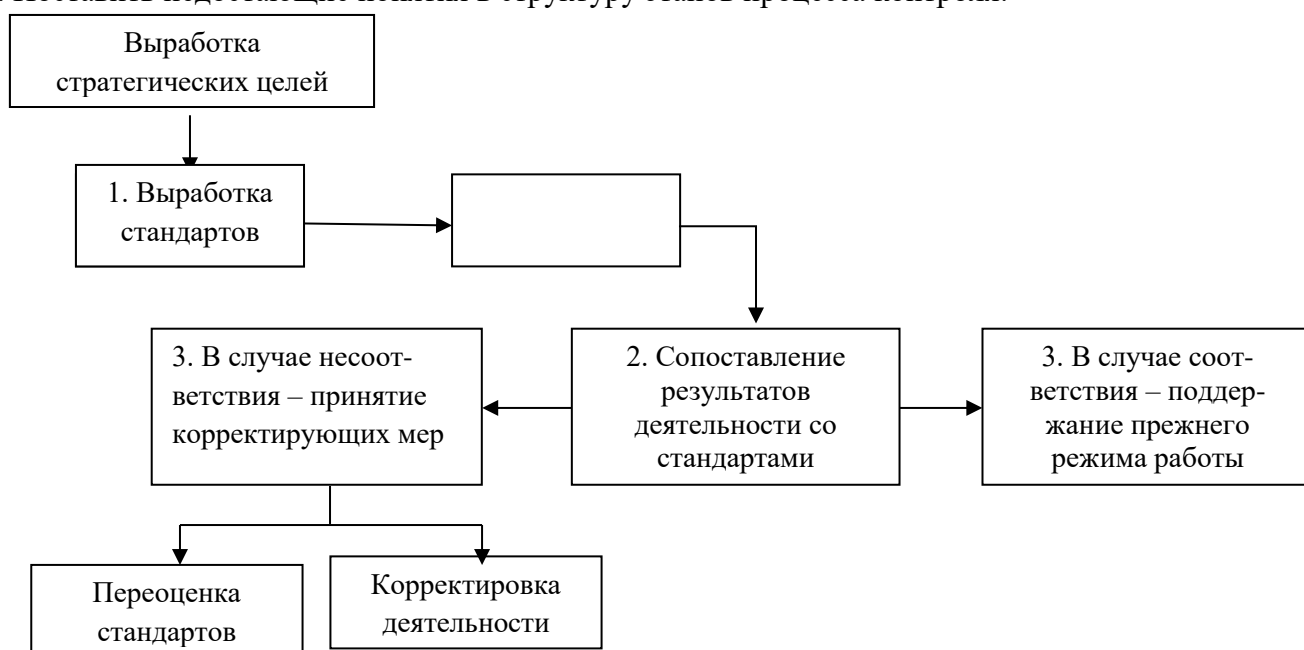 Выработка
стратегических целей
1. Выработка
стандартов
3. В случае несоот-
ветствия – принятие
корректирующих мер
2. Сопоставление
результатов
деятельности со
стандартами
3. В случае соот-
ветствия – поддер-
жание прежнего
режима работы
Переоценка
стандартов
Корректировка
деятельности